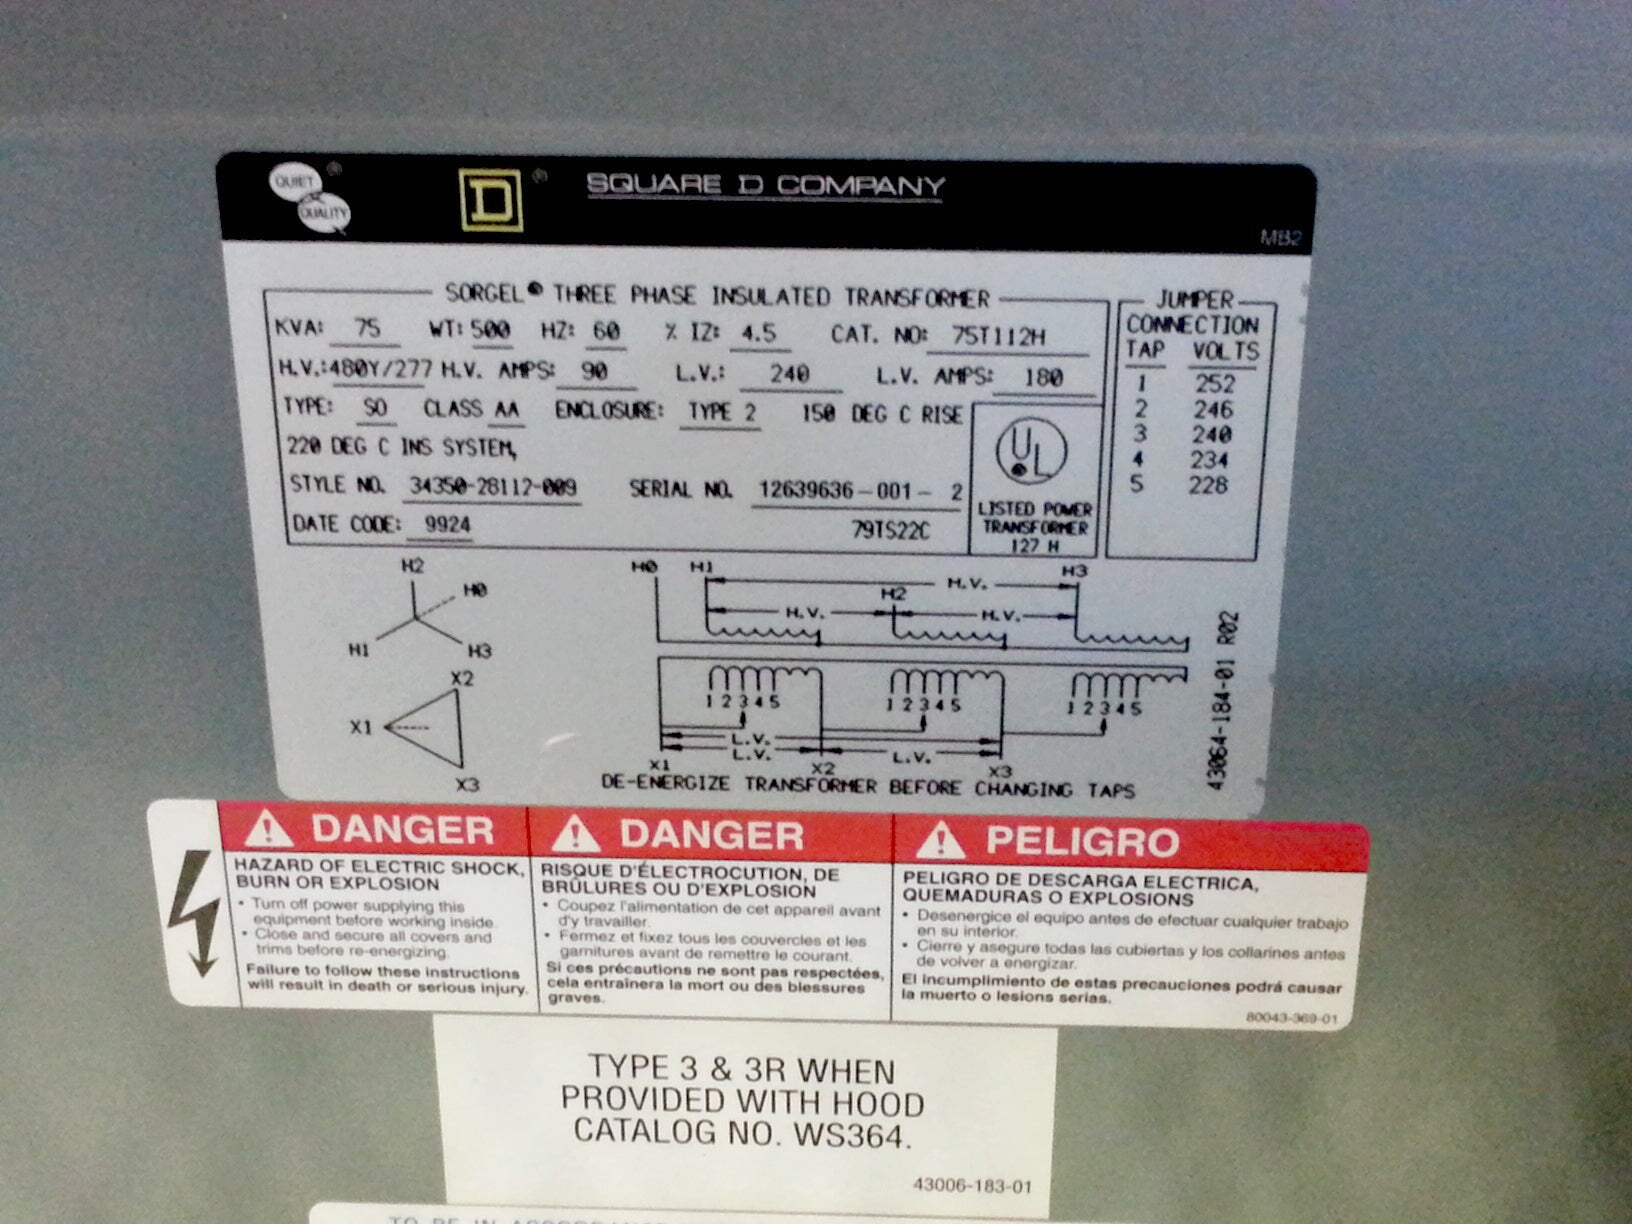 QUIET
QUALITY
®
D ®
SQUARE D COMPANY
MB2
SORGEL® THREE PHASE INSULATED TRANSFORMER
KVA: 75 WT: 500 HZ: 60 % IZ: 4.5 CAT. NO: 75T112H
H.V.:480Y/277 H.V. AMPS: 90 L.V.: 240 L.V. AMPS: 180
TYPE: SO CLASS AA ENCLOSURE: TYPE 2 150 DEG C RISE
220 DEG C INS SYSTEM,
STYLE NO. 34350-28112-009 SERIAL NO. 12639636-001- 2
DATE CODE: 9924 79TS22C
UL
LISTED POWER
TRANSFORMER
127 H
JUMPER
CONNECTION
TAP VOLTS
1 252
2 246
3 240
4 234
5 228
H2
H0
H1
H3
X2
X1
X3
H0 H1 H3
H.V.
H2
H.V. H.V.
1 2 3 4 5 1 2 3 4 5 1 2 3 4 5
L.V.
L.V. L.V.
X1 X2 X3
DE-ENERGIZE TRANSFORMER BEFORE CHANGING TAPS
43064-184-01 R02
DANGER
HAZARD OF ELECTRIC SHOCK,
BURN OR EXPLOSION
• Turn off power supplying this
equipment before working inside.
• Close and secure all covers and
trims before re-energizing.
Failure to follow these instructions
will result in death or serious injury.
DANGER
RISQUE D'ÉLECTROCUTION, DE
BRÛLURES OU D'EXPLOSION
• Coupez l'alimentation de cet appareil avant
d'y travailler.
• Fermez et fixez tous les couvercles et les
garnitures avant de remettre le courant.
Si ces précautions ne sont pas respectées,
cela entraînera la mort ou des blessures
graves.
PELIGRO
PELIGRO DE DESCARGA ELECTRICA,
QUEMADURAS O EXPLOSIONS
• Desenergice el equipo antes de efectuar cualquier trabajo
en su interior.
• Cierre y asegure todas las cubiertas y los collarines antes
de volver a energizar.
El incumplimiento de estas precauciones podrá causar
la muerto o lesions serias.
80043-369-01
TYPE 3 & 3R WHEN
PROVIDED WITH HOOD
CATALOG NO. WS364.
43006-183-01
TO BE IN